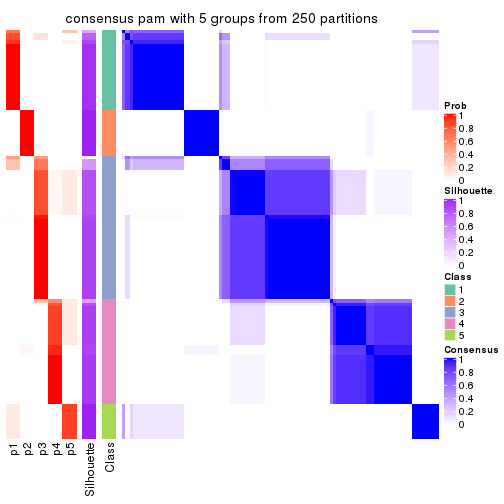 consensus pam with 5 groups from 250 partitions
Prob
1
0.8
0.6
0.4
0.2
0
Silhouette
1
0.8
0.6
0.4
0.2
0
Class
1
2
3
4
5
Consensus
1
0.8
0.6
0.4
0.2
0
p1
p2
p3
p4
p5
Silhouette
Class